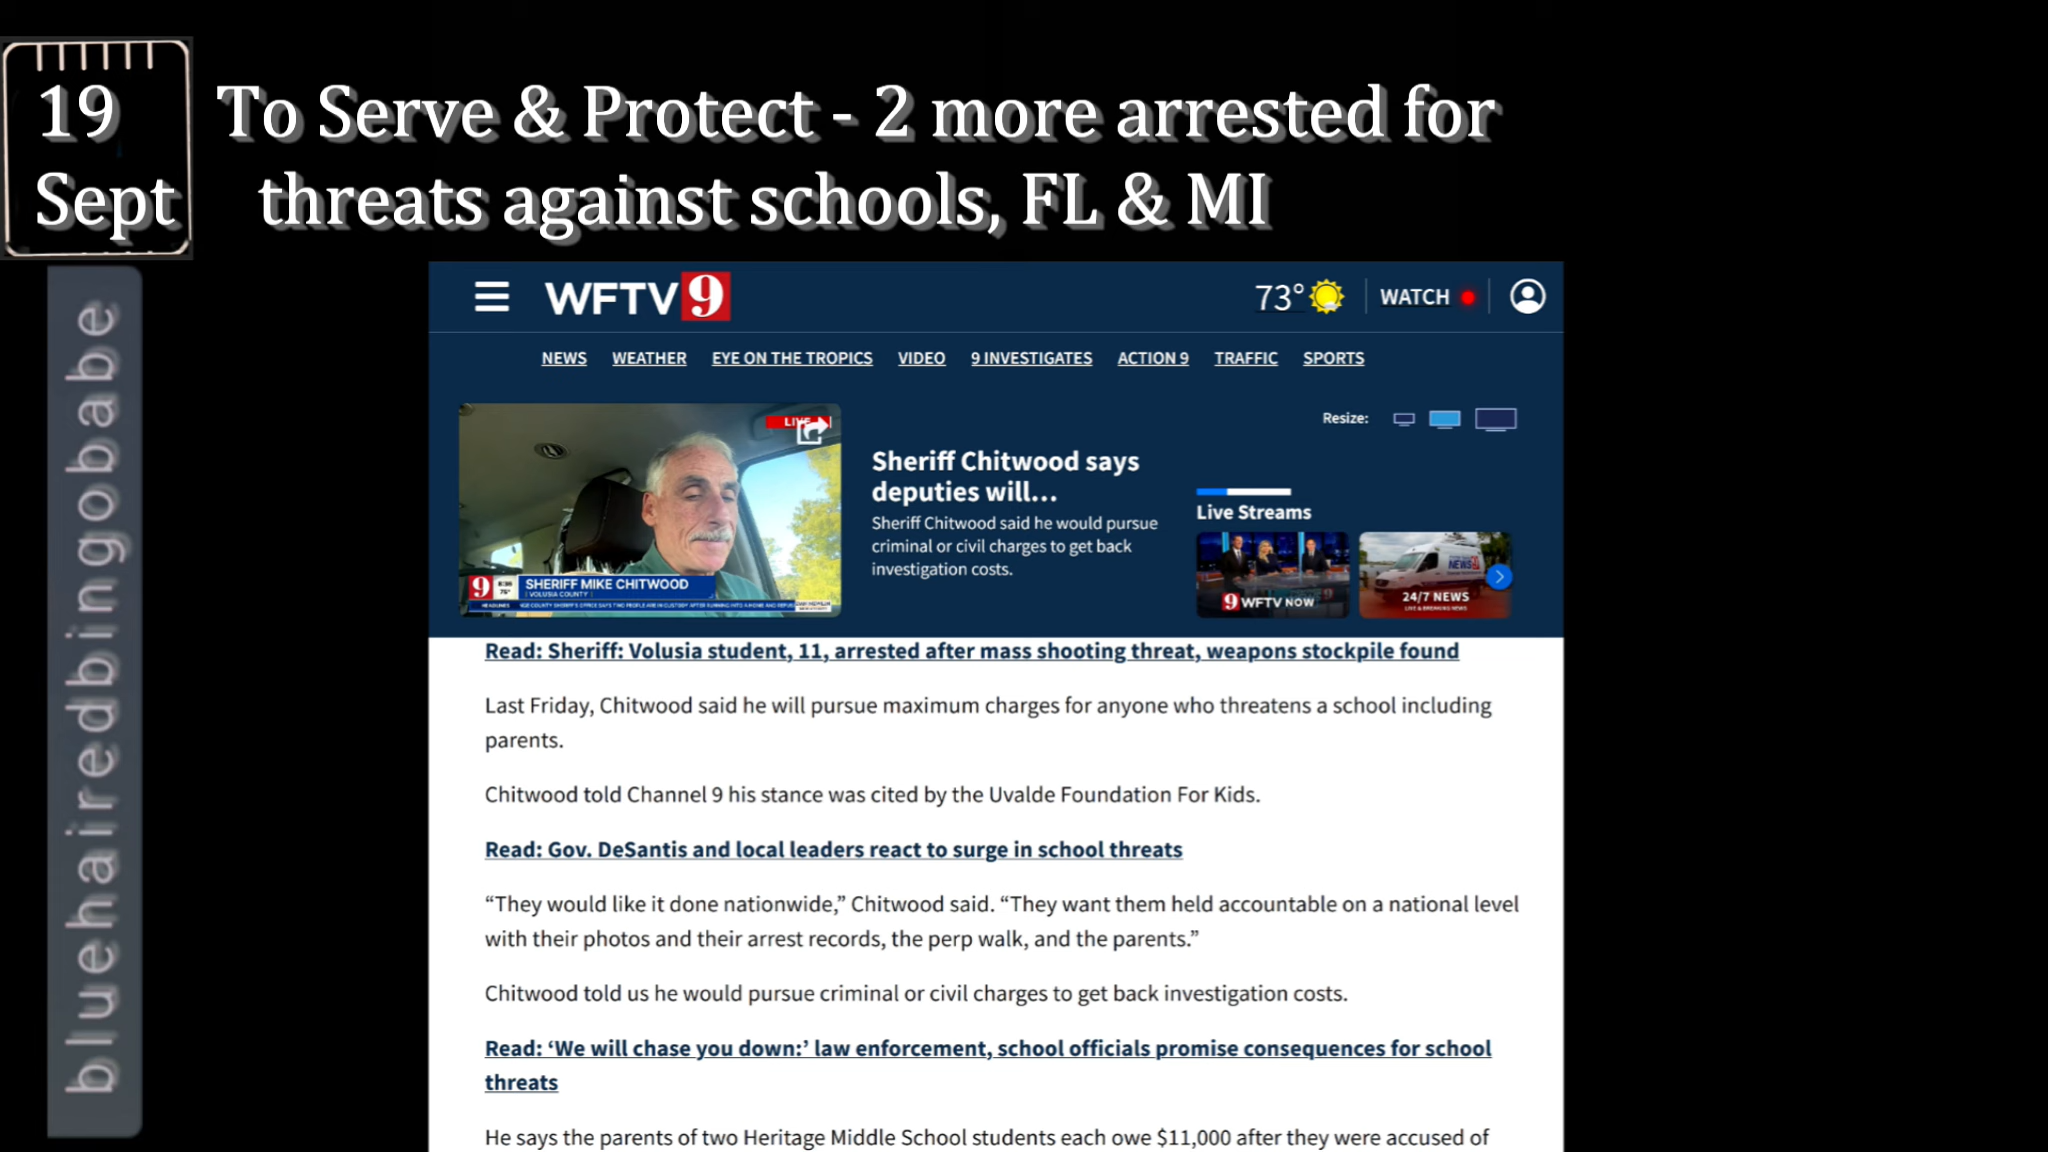 19
Sept
To Serve & Protect - 2 more arrested for
threats against schools, FL & MI
bluehairedbingobabe
WFTV 9
73°
WATCH
NEWS WEATHER EYE ON THE TROPICS VIDEO 9 INVESTIGATES ACTION 9 TRAFFIC SPORTS
LIVE
9
SHERIFF MIKE CHITWOOD
VOLUSIA COUNTY
HEADLINES
Sheriff Chitwood says
deputies will...
Sheriff Chitwood said he would pursue
criminal or civil charges to get back
investigation costs.
Resize:
Live Streams
9 WFTV NOW
24/7 NEWS
LIVE & BREAKING NEWS
Read: Sheriff: Volusia student, 11, arrested after mass shooting threat, weapons stockpile found
Last Friday, Chitwood said he will pursue maximum charges for anyone who threatens a school including
parents.
Chitwood told Channel 9 his stance was cited by the Uvalde Foundation For Kids.
Read: Gov. DeSantis and local leaders react to surge in school threats
“They would like it done nationwide,” Chitwood said. “They want them held accountable on a national level
with their photos and their arrest records, the perp walk, and the parents.”
Chitwood told us he would pursue criminal or civil charges to get back investigation costs.
Read: ‘We will chase you down:’ law enforcement, school officials promise consequences for school
threats
He says the parents of two Heritage Middle School students each owe $11,000 after they were accused of